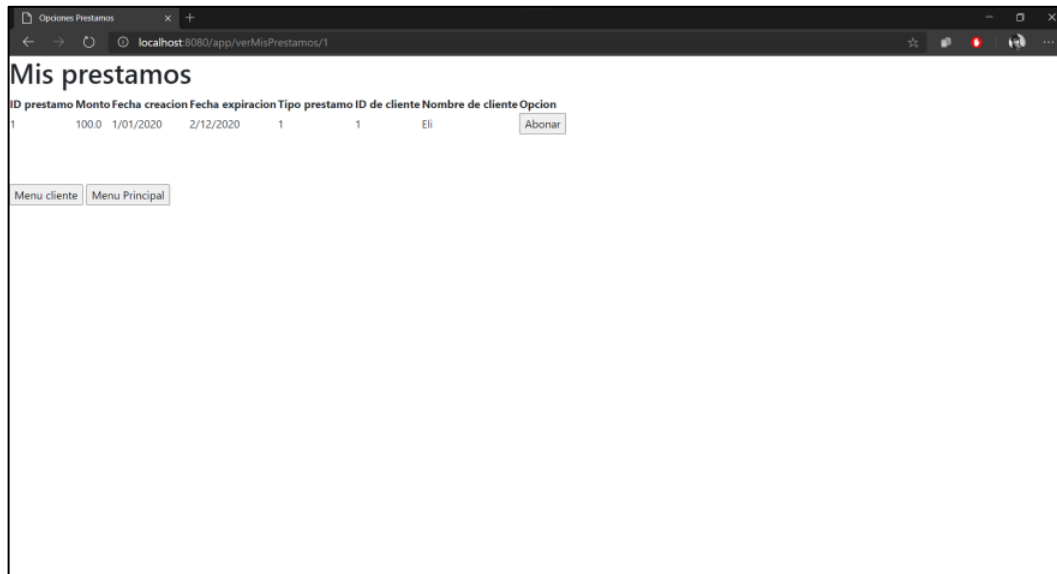 Opciones Prestamos
localhost:8080/app/verMisPrestamos/1
Mis prestamos
ID prestamo Monto Fecha creacion Fecha expiracion Tipo prestamo ID de cliente Nombre de cliente Opcion
1 100.0 1/01/2020 2/12/2020 1 1 Eli Abonar
Menu cliente Menu Principal